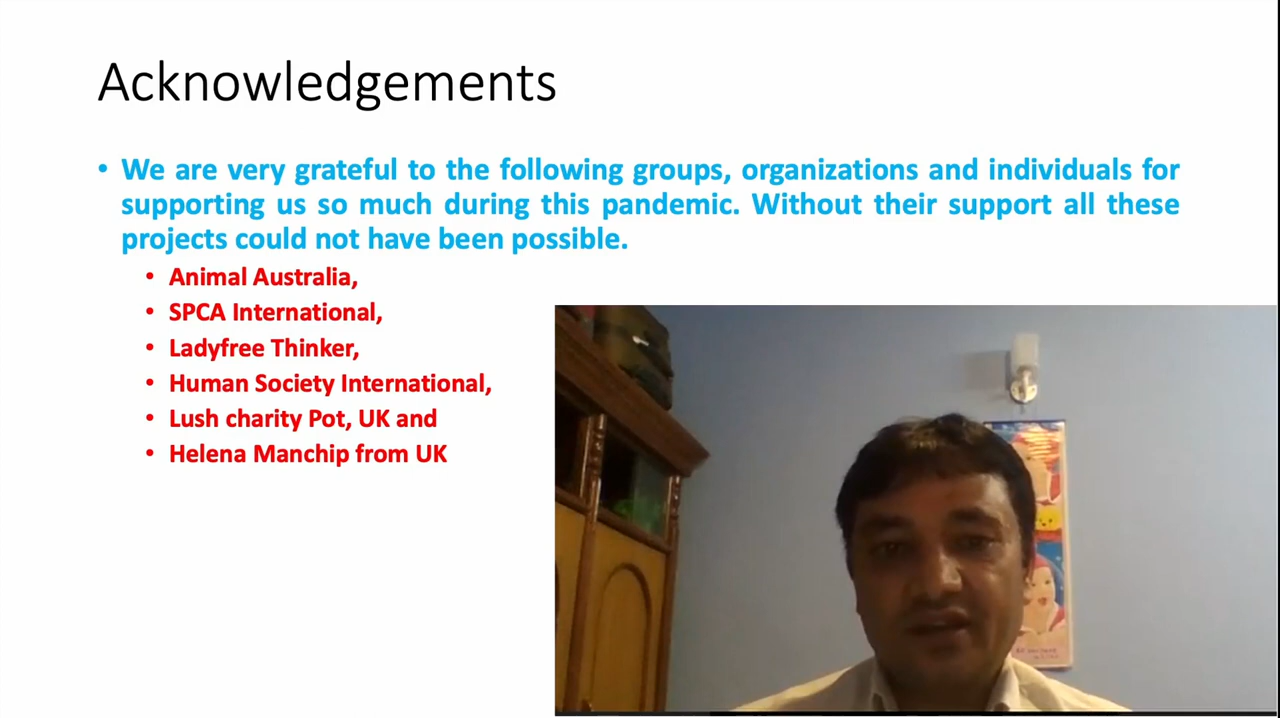 Acknowledgements
• We are very grateful to the following groups, organizations and individuals for
supporting us so much during this pandemic. Without their support all these
projects could not have been possible.
• Animal Australia,
• SPCA International,
• Ladyfree Thinker,
• Human Society International,
• Lush charity Pot, UK and
• Helena Manchip from UK